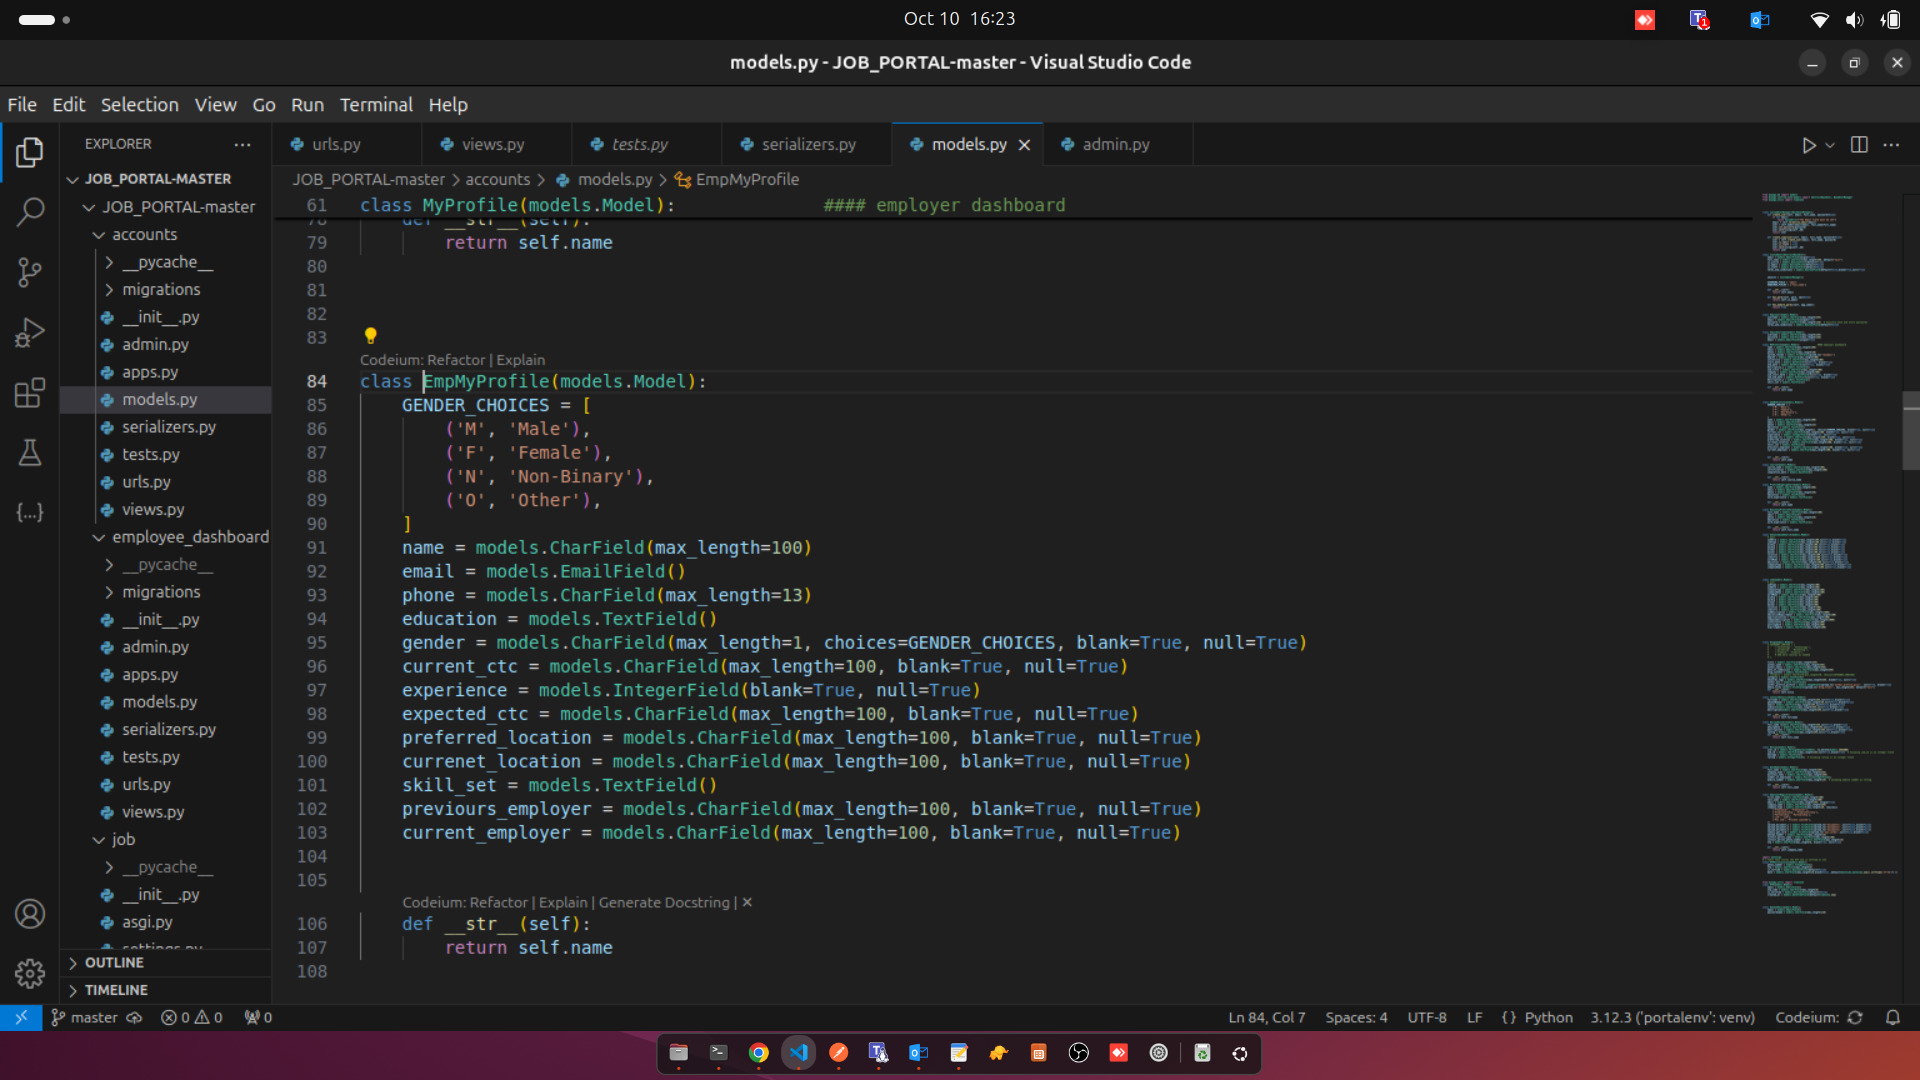 Oct 10 16:23
models.py - JOB_PORTAL-master - Visual Studio Code
File Edit Selection View Go Run Terminal Help
EXPLORER
JOB_PORTAL-MASTER
JOB_PORTAL-master
accounts
__pycache__
migrations
__init__.py
admin.py
apps.py
models.py
serializers.py
tests.py
urls.py
views.py
employee_dashboard
__pycache__
migrations
__init__.py
admin.py
apps.py
models.py
serializers.py
tests.py
urls.py
views.py
job
__pycache__
__init__.py
asgi.py
settings.py
OUTLINE
TIMELINE
urls.py views.py tests.py serializers.py models.py admin.py
JOB_PORTAL-master > accounts > models.py > EmpMyProfile
61 class MyProfile(models.Model): #### employer dashboard
78 def __str__(self):
79 return self.name
80
81
82
83
Codeium: Refactor | Explain
84 class EmpMyProfile(models.Model):
85 GENDER_CHOICES = [
86 ('M', 'Male'),
87 ('F', 'Female'),
88 ('N', 'Non-Binary'),
89 ('O', 'Other'),
90 ]
91 name = models.CharField(max_length=100)
92 email = models.EmailField()
93 phone = models.CharField(max_length=13)
94 education = models.TextField()
95 gender = models.CharField(max_length=1, choices=GENDER_CHOICES, blank=True, null=True)
96 current_ctc = models.CharField(max_length=100, blank=True, null=True)
97 experience = models.IntegerField(blank=True, null=True)
98 expected_ctc = models.CharField(max_length=100, blank=True, null=True)
99 preferred_location = models.CharField(max_length=100, blank=True, null=True)
100 currenet_location = models.CharField(max_length=100, blank=True, null=True)
101 skill_set = models.TextField()
102 previours_employer = models.CharField(max_length=100, blank=True, null=True)
103 current_employer = models.CharField(max_length=100, blank=True, null=True)
104
105
Codeium: Refactor | Explain | Generate Docstring | ✕
106 def __str__(self):
107 return self.name
108
master 0 0 0 Ln 84, Col 7 Spaces: 4 UTF-8 LF {} Python 3.12.3 ('portalenv': venv) Codeium: